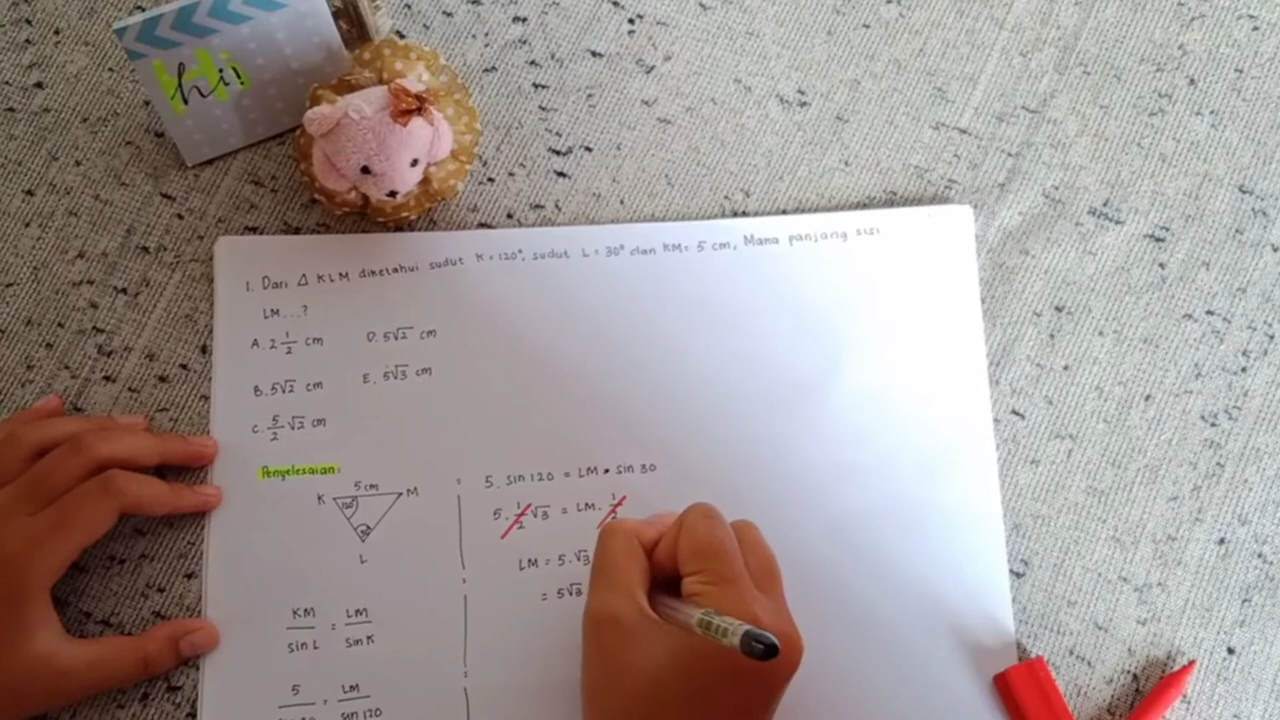 hi!
1. Dari Δ KLM diketahui sudut K = 120°, sudut L = 30° dan KM = 5 cm, Mana panjang sisi
LM...?
A. 2 1/2 cm
D. 5√2 cm
B. 5√2 cm
E. 5√3 cm
C. 5/2 √2 cm
Penyelesaian:
5 cm
K
M
120°
30°
L
KM/sin L = LM/sin K
5/ = LM/sin 120
5. sin 120 = LM • sin 30
5. 1/2 √3 = LM. 1/2
LM = 5.√3
= 5√3